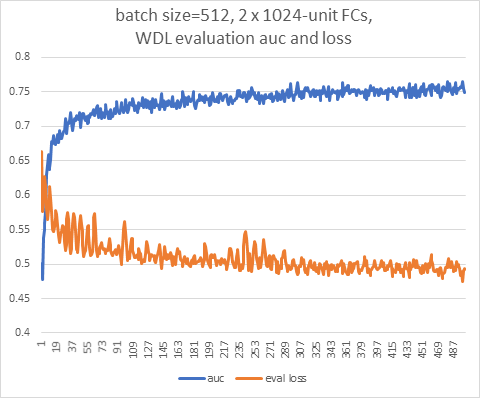 batch size=512, 2 x 1024-unit FCs,
WDL evaluation auc and loss
0.8
0.75
0.7
0.65
0.6
0.55
0.5
0.45
0.4
1 19 37 55 73 91 109 127 145 163 181 199 217 235 253 271 289 307 325 343 361 379 397 415 433 451 469 487
auc eval loss